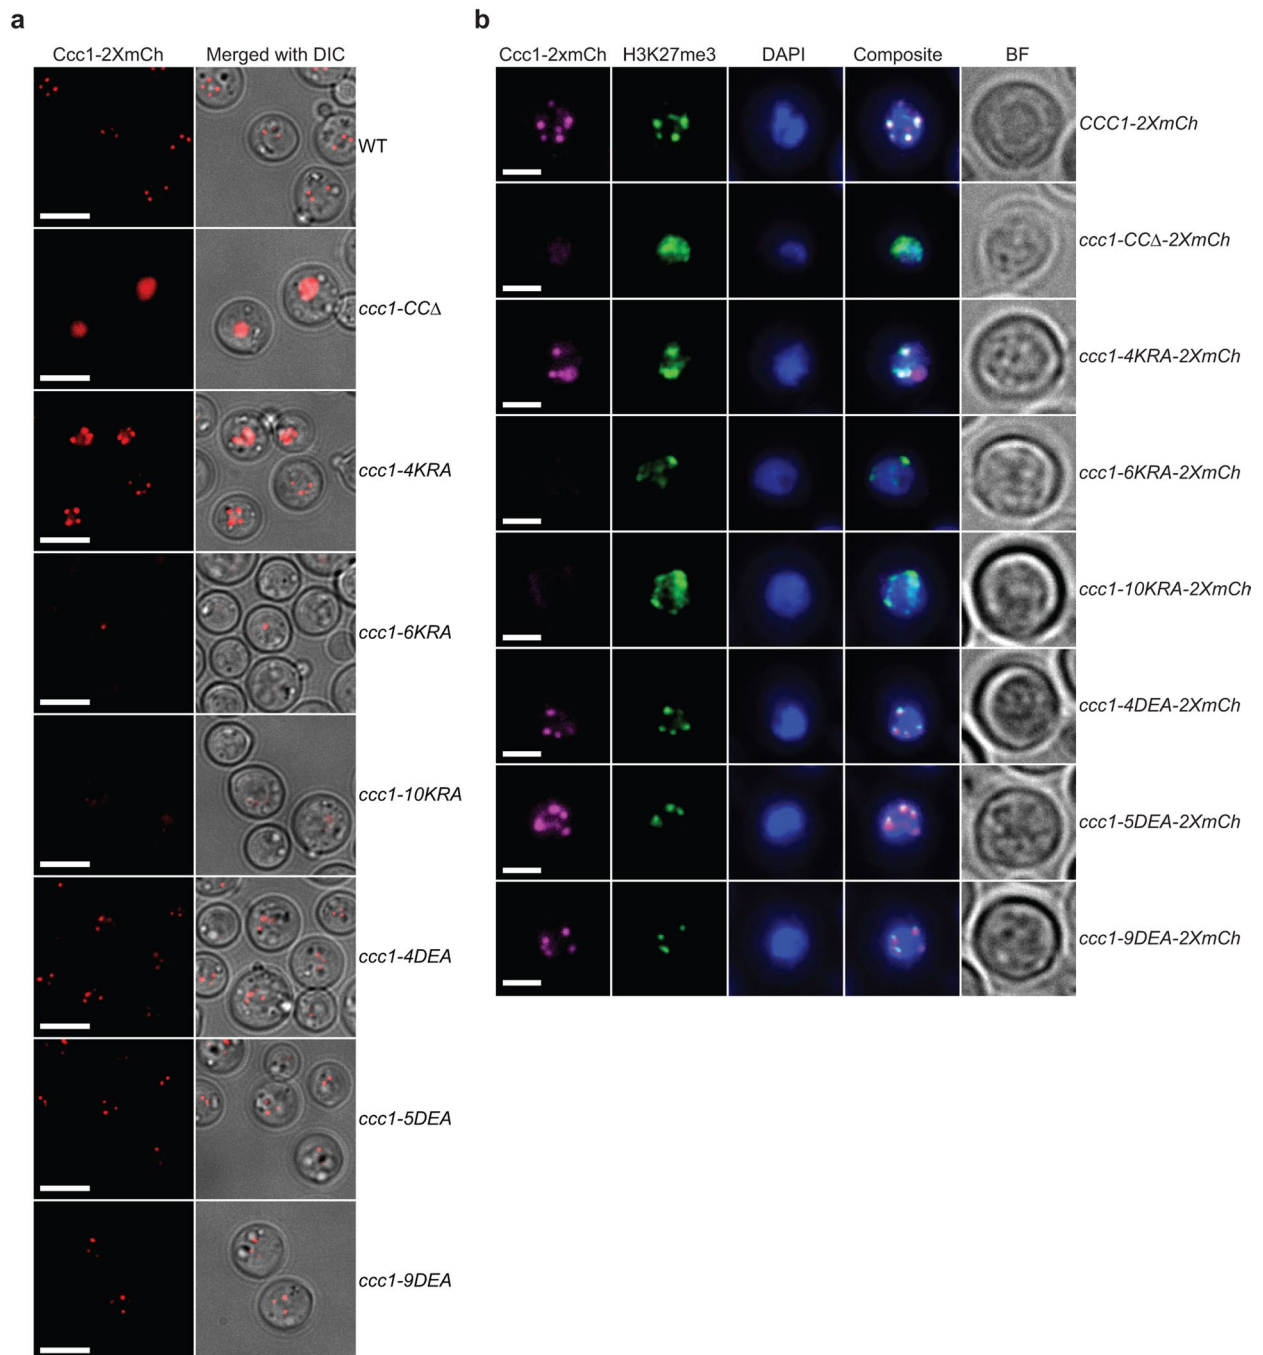 a
Ccc1-2XmCh Merged with DIC
WT
ccc1-CCΔ
ccc1-4KRA
ccc1-6KRA
ccc1-10KRA
ccc1-4DEA
ccc1-5DEA
ccc1-9DEA
b
Ccc1-2xmCh H3K27me3 DAPI Composite BF
CCC1-2XmCh
ccc1-CCΔ-2XmCh
ccc1-4KRA-2XmCh
ccc1-6KRA-2XmCh
ccc1-10KRA-2XmCh
ccc1-4DEA-2XmCh
ccc1-5DEA-2XmCh
ccc1-9DEA-2XmCh